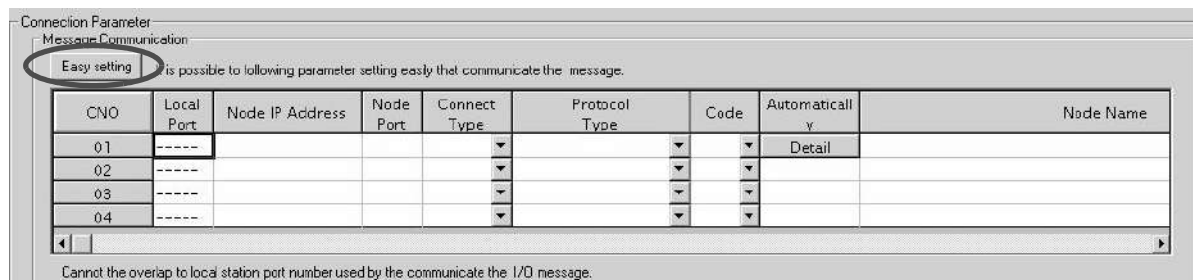 Connection Parameter
Message Communication
Easy setting
is possible to following parameter setting easily that communicate the message.
CNO Local Port Node IP Address Node Port Connect Type Protocol Type Code Automatically Node Name
01 ----- Detail
02 -----
03 -----
04 -----
Cannot the overlap to local station port number used by the communicate the I/O message.